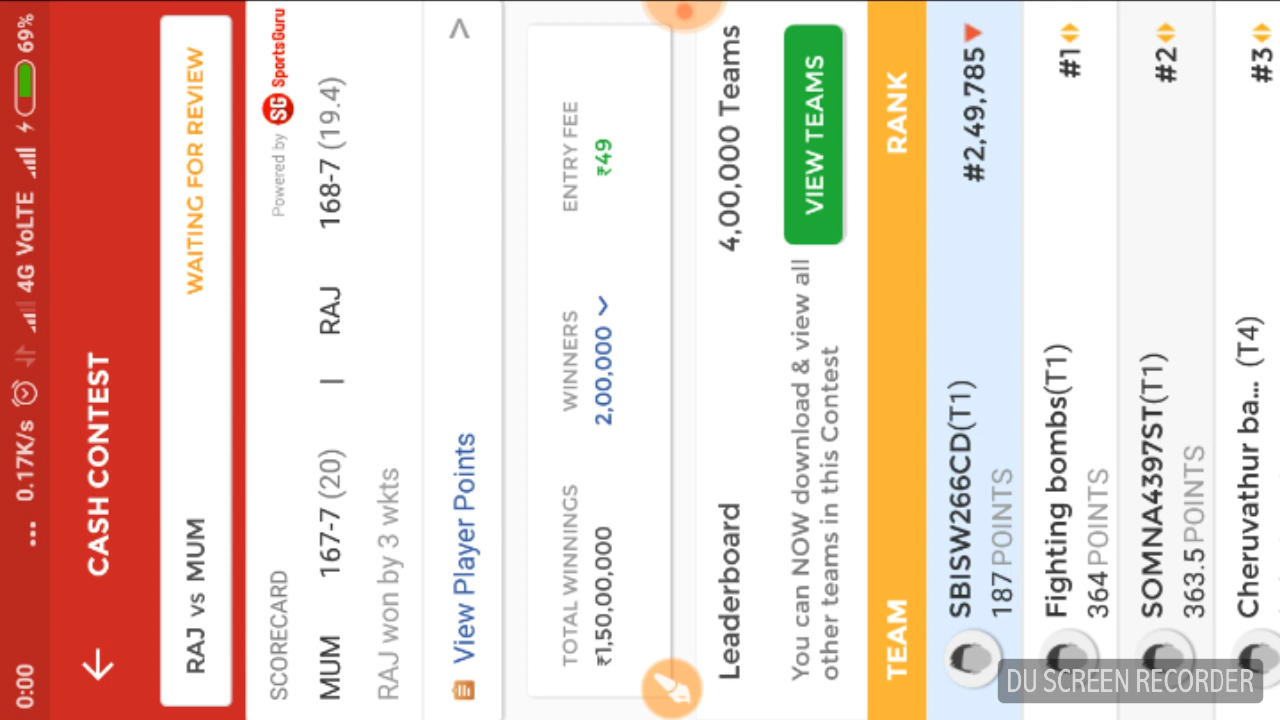 0:00 ... 0.17K/s 4G VoLTE 69%
CASH CONTEST
RAJ vs MUM WAITING FOR REVIEW
SCORECARD Powered by SG SportsGuru
MUM 167-7 (20) | RAJ 168-7 (19.4)
RAJ won by 3 wkts
View Player Points >
TOTAL WINNINGS WINNERS ENTRY FEE
₹1,50,00,000 2,00,000 ₹49
Leaderboard 4,00,000 Teams
You can NOW download & view all
other teams in this Contest
VIEW TEAMS
TEAM RANK
SBISW266CD(T1) #2,49,785
187 POINTS
Fighting bombs(T1) #1
364 POINTS
SOMNA4397ST(T1) #2
363.5 POINTS
Cheruvathur ba... (T4) #3
DU SCREEN RECORDER